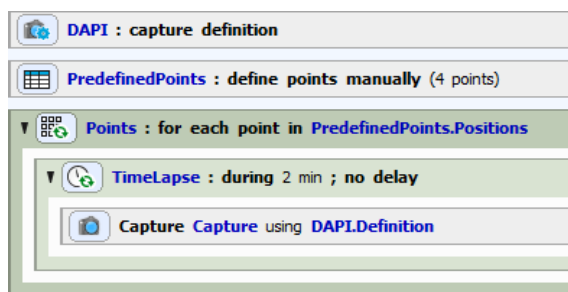 DAPI : capture definition
PredefinedPoints : define points manually (4 points)
Points : for each point in PredefinedPoints.Positions
TimeLapse : during 2 min ; no delay
Capture Capture using DAPI.Definition